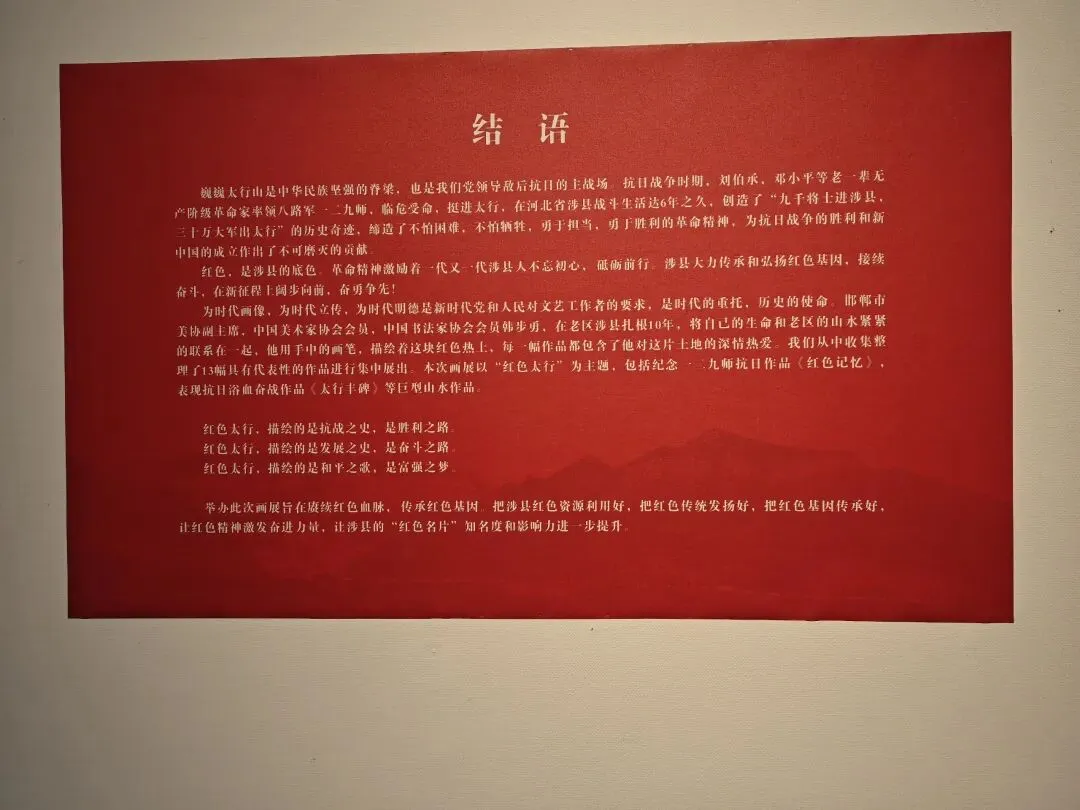 结 语
巍巍太行山是中华民族坚强的脊梁，也是我们党领导敌后抗日的主战场。抗日战争时期，刘伯承，邓小平等老一辈无
产阶级革命家率领八路军一二九师，临危受命，挺进太行，在河北省涉县战斗生活达6年之久，创造了“九千将士进涉县，
三十万大军出太行”的历史奇迹，缔造了不怕困难，不怕牺牲，勇于担当，勇于胜利的革命精神，为抗日战争的胜利和新
中国的成立作出了不可磨灭的贡献。
红色，是涉县的底色。革命精神激励着一代又一代涉县人不忘初心，砥砺前行。涉县大力传承和弘扬红色基因，接续
奋斗，在新征程上阔步向前，奋勇争先！
为时代画像，为时代立传，为时代明德是新时代党和人民对文艺工作者的要求，是时代的重托，历史的使命。邯郸市
美协副主席，中国美术家协会会员，中国书法家协会会员韩步勇，在老区涉县扎根10年，将自己的生命和老区的山水紧紧
的联系在一起，他用手中的画笔，描绘着这块红色热土，每一幅作品都包含了他对这片土地的深情热爱。我们从中收集整
理了13幅具有代表性的作品进行集中展出。本次画展以“红色太行”为主题，包括纪念一二九师抗日作品《红色记忆》，
表现抗日浴血奋战作品《太行丰碑》等巨型山水作品。
红色太行，描绘的是抗战之史，是胜利之路。
红色太行，描绘的是发展之史，是奋斗之路。
红色太行，描绘的是和平之歌，是富强之梦。
举办此次画展旨在赓续红色血脉，传承红色基因。把涉县红色资源利用好，把红色传统发扬好，把红色基因传承好，
让红色精神激发奋进力量，让涉县的“红色名片”知名度和影响力进一步提升。